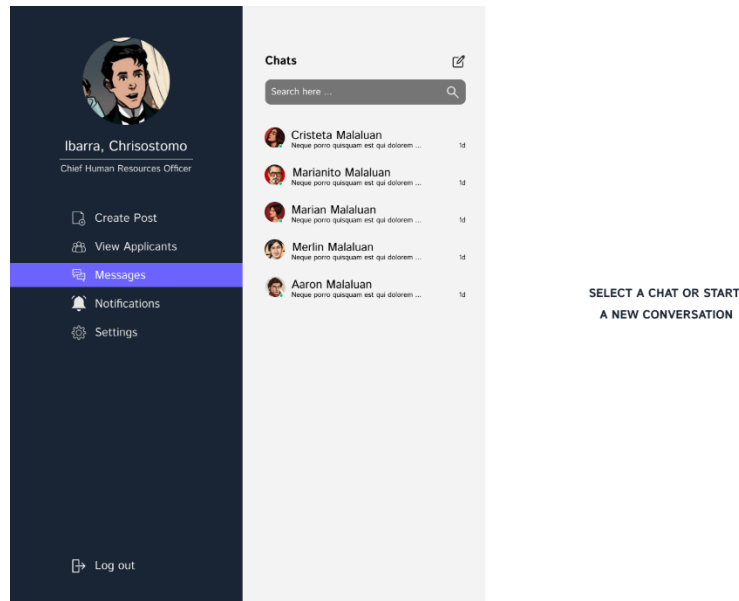 Ibarra, Chrisostomo
Chief Human Resources Officer
Create Post
View Applicants
Messages
Notifications
Settings
Log out
Chats
Search here ...
Cristeta Malaluan
Neque porro quisquam est qui dolorem ...
1d
Marianito Malaluan
Neque porro quisquam est qui dolorem ...
1d
Marian Malaluan
Neque porro quisquam est qui dolorem ...
1d
Merlin Malaluan
Neque porro quisquam est qui dolorem ...
1d
Aaron Malaluan
Neque porro quisquam est qui dolorem ...
1d
SELECT A CHAT OR START
A NEW CONVERSATION